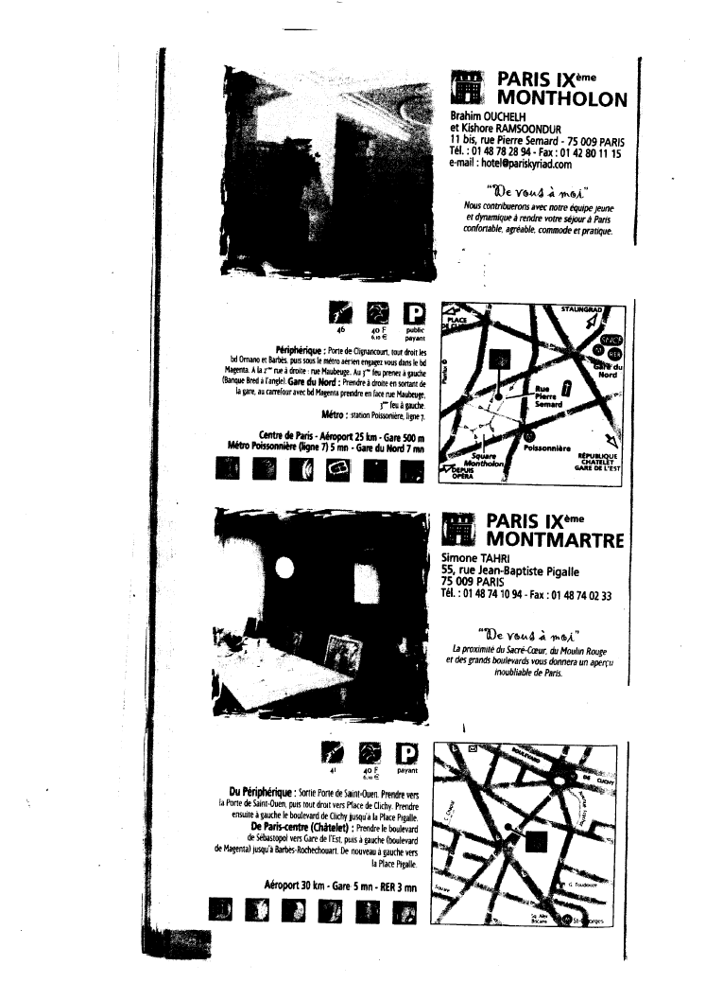 PARIS IXème
MONTHOLON
Brahim OUCHELH
et Kishore RAMSOONDUR
11 bis, rue Pierre Semard - 75 009 PARIS
Tél. : 01 48 78 28 94 - Fax : 01 42 80 11 15
e-mail : hotel@pariskyriad.com
"De vous à moi"
Nous contribuerons avec notre équipe jeune
et dynamique à rendre votre séjour à Paris
confortable, agréable, commode et pratique.
46
40 F
6.10 €
P
public
payant
Périphérique : Porte de Clignancourt, tout droit les
bd Ornano et Barbès, puis sous le métro aérien engagez vous dans le bd
Magenta. A la 2ème rue à droite : rue Maubeuge. Au 3ème feu prenez à gauche
(Banque Bred à l'angle). Gare du Nord : Prendre à droite en sortant de
la gare, au carrefour avec bd Magenta prendre en face rue Maubeuge,
3ème feu à gauche.
Métro : station Poissonière, ligne 7.
Centre de Paris - Aéroport 25 km - Gare 500 m
Métro Poissonnière (ligne 7) 5 mn - Gare du Nord 7 mn
STALINGRAD
PLACE
DE CLICHY
SNCF
M
RER
Gare du
Nord
Rue
Pierre
Semard
Poissonnière
Square
Montholon
DEPUIS
OPÉRA
RÉPUBLIQUE
CHATELET
GARE DE L'EST
PARIS IXème
MONTMARTRE
Simone TAHRI
55, rue Jean-Baptiste Pigalle
75 009 PARIS
Tél. : 01 48 74 10 94 - Fax : 01 48 74 02 33
"De vous à moi"
La proximité du Sacré-Cœur, du Moulin Rouge
et des grands boulevards vous donnera un aperçu
inoubliable de Paris.
41
40 F
6.10 €
P
payant
Du Périphérique : Sortie Porte de Saint-Ouen. Prendre vers
la Porte de Saint-Ouen, puis tout droit vers Place de Clichy. Prendre
ensuite à gauche le boulevard de Clichy jusqu'à la Place Pigalle.
De Paris-centre (Châtelet) : Prendre le boulevard
de Sébastopol vers Gare de l'Est, puis à gauche (boulevard
de Magenta) jusqu'à Barbès-Rochechouart. De nouveau à gauche vers
la Place Pigalle.
Aéroport 30 km - Gare 5 mn - RER 3 mn
BOULEVARD
DE CLICHY
G. Toudouze
Square
Sq. Alex
Biscarre
St-Georges